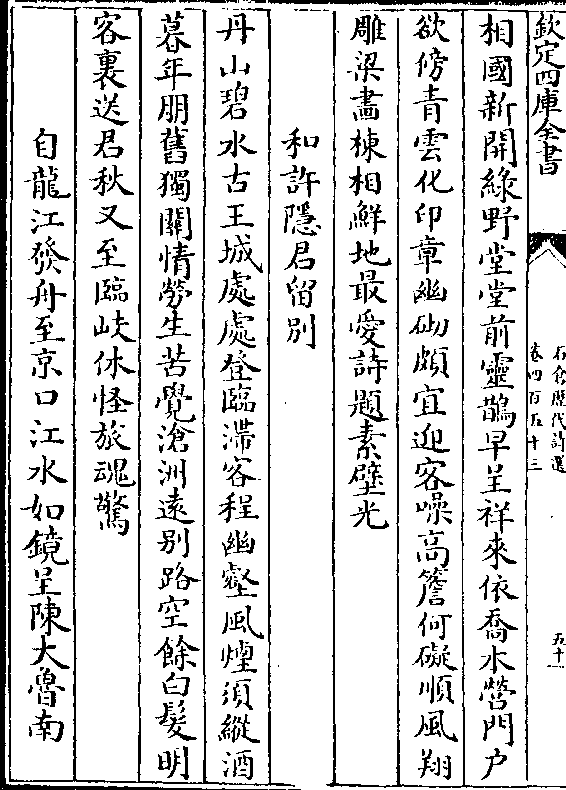 欽定四庫全書
石倉歷代詩選
卷四百五十三
五十一
相國新開綠野堂堂前靈鵲早呈祥來依喬木營門户
欲傍青雲化印章幽砌頗宜迎客噪高簷何礙順風翔
雕梁畵棟相鮮地最愛詩題素壁光
和許隱君留别
丹山碧水古王城處處登臨滯客程幽壑風煙須縱酒
暮年朋舊獨關情勞生苦覺滄洲遠别路空餘白髮明
客裏送君秋又至臨岐休怪旅魂驚
自龍江發舟至京口江水如鏡呈陳大魯南